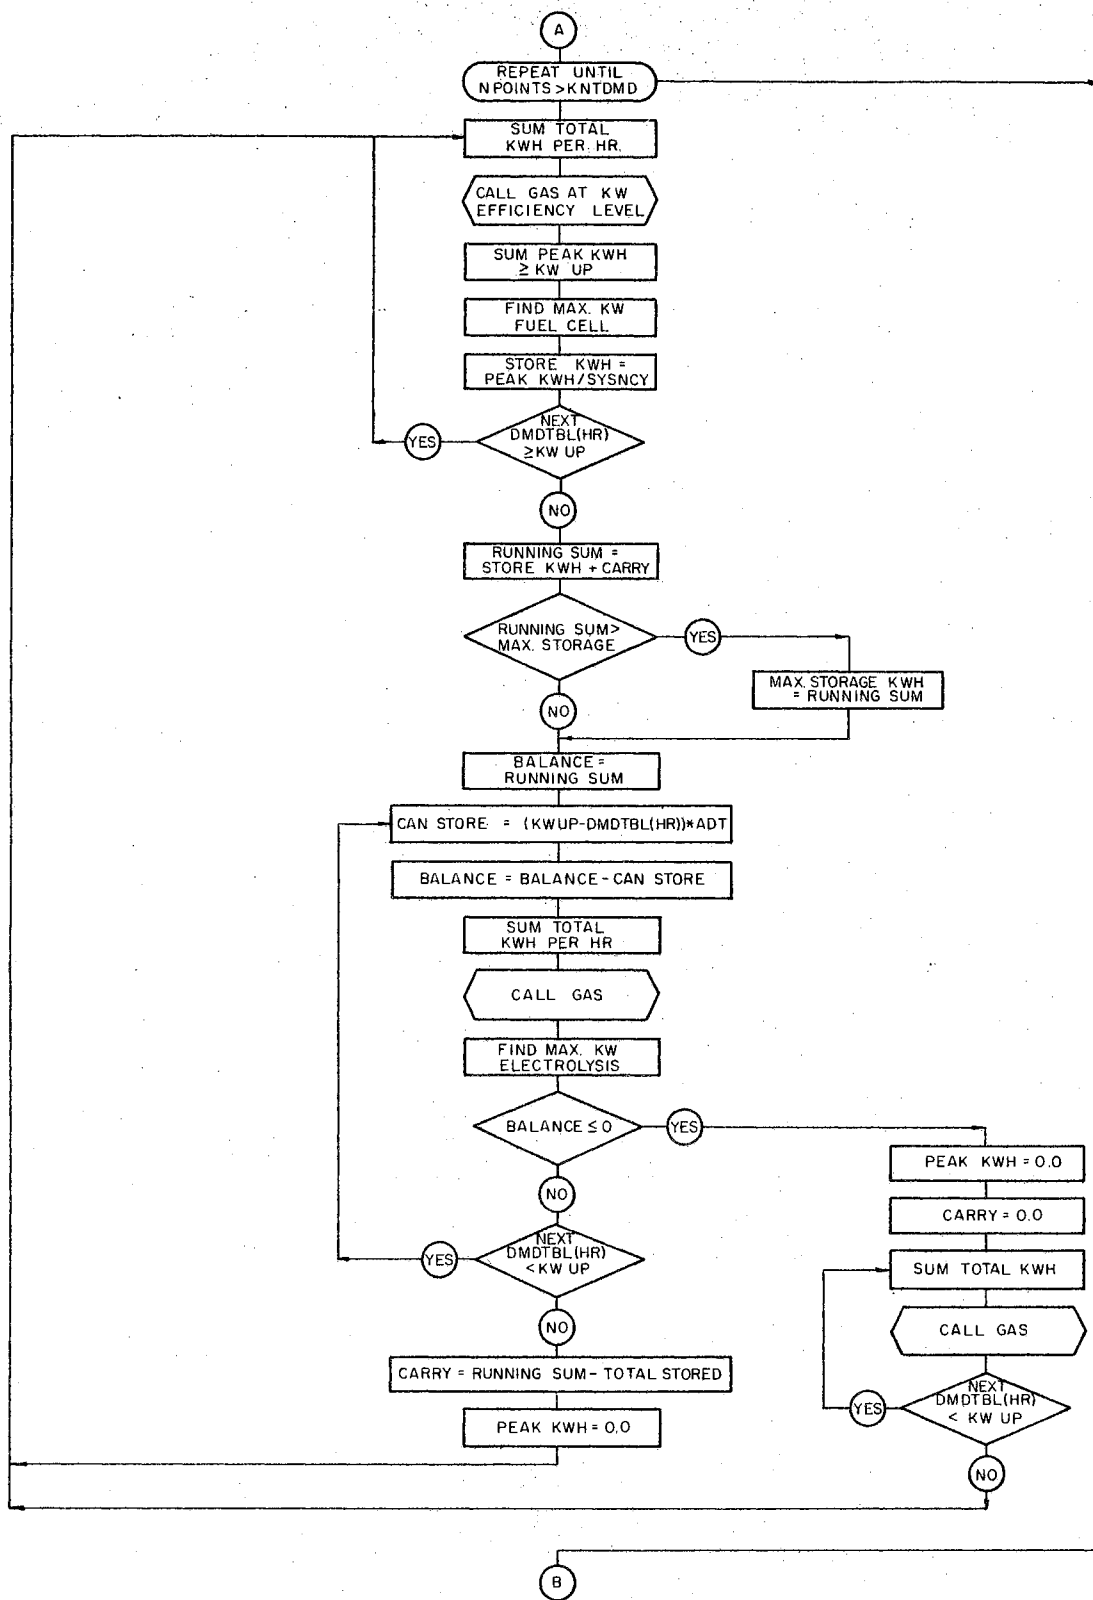 A
REPEAT UNTIL
NPOINTS>KNTDMD
SUM TOTAL
KWH PER HR.
CALL GAS AT KW
EFFICIENCY LEVEL
SUM PEAK KWH
≥ KW UP
FIND MAX. KW
FUEL CELL
STORE KWH =
PEAK KWH/SYSNCY
NEXT
DMDTBL(HR)
≥KW UP
YES
NO
RUNNING SUM =
STORE KWH + CARRY
RUNNING SUM>
MAX. STORAGE
YES
MAX. STORAGE KWH
= RUNNING SUM
NO
BALANCE =
RUNNING SUM
CAN STORE = (KWUP-DMDTBL(HR))*ADT
BALANCE = BALANCE - CAN STORE
SUM TOTAL
KWH PER HR
CALL GAS
FIND MAX. KW
ELECTROLYSIS
BALANCE ≤ 0
YES
NO
NEXT
DMDTBL(HR)
< KW UP
YES
NO
CARRY = RUNNING SUM - TOTAL STORED
PEAK KWH = 0.0
PEAK KWH = 0.0
CARRY = 0.0
SUM TOTAL KWH
CALL GAS
NEXT
DMDTBL(HR)
< KW UP
YES
NO
B